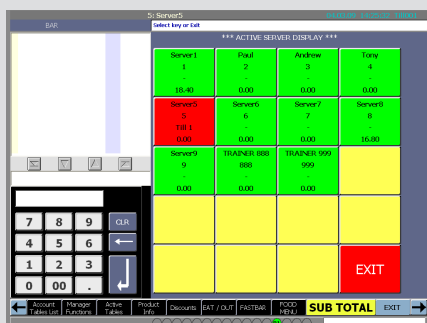 5: Server5
BAR
Select key or Exit
*** ACTIVE SERVER DISPLAY ***
Server1
1
-
18.40
Paul
2
-
0.00
Andrew
3
-
0.00
Tony
4
-
0.00
Server5
5
Till 1
0.00
Server6
6
-
0.00
Server7
7
-
0.00
Server8
8
-
16.80
Server9
9
-
0.00
TRAINER 888
888
-
0.00
TRAINER 999
999
-
0.00
7 8 9 CLR
4 5 6
1 2 3
0 00 .
EXIT
Account Tables List
Manager Functions
Active Tables
Product Info
Discounts
EAT / OUT
FASTBAR
FOOD MENU
SUB TOTAL
EXIT